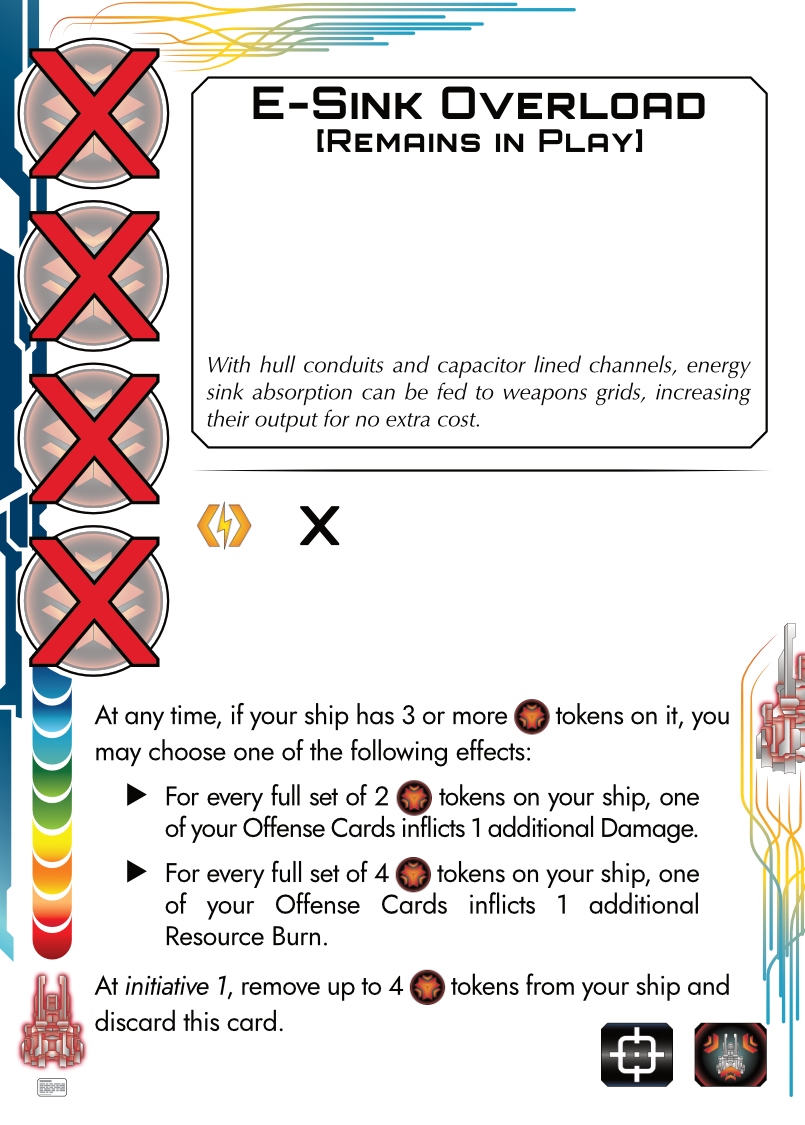 E-Sink Overload
[Remains in Play]
With hull conduits and capacitor lined channels, energy
sink absorption can be fed to weapons grids, increasing
their output for no extra cost.
X
At any time, if your ship has 3 or more tokens on it, you
may choose one of the following effects:
For every full set of 2 tokens on your ship, one
of your Offense Cards inflicts 1 additional Damage.
For every full set of 4 tokens on your ship, one
of your Offense Cards inflicts 1 additional
Resource Burn.
At initiative 1, remove up to 4 tokens from your ship and
discard this card.